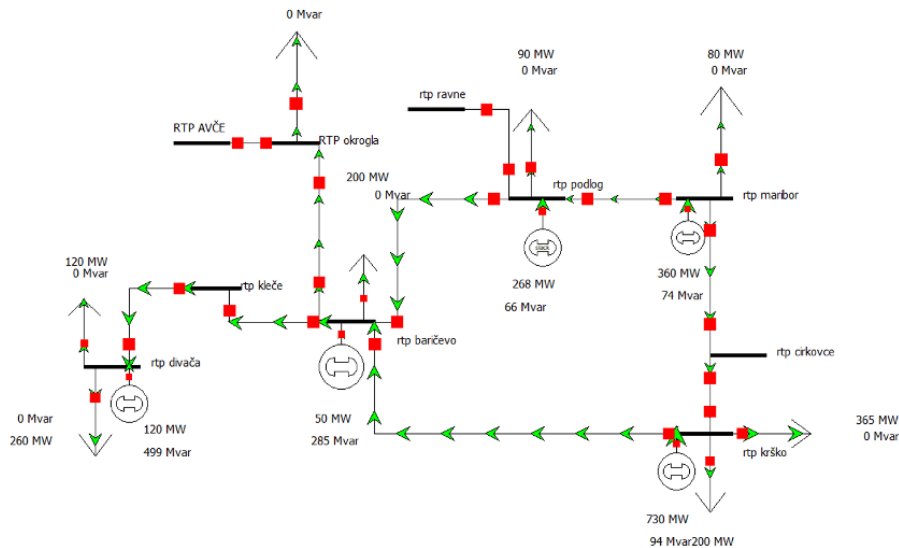 0 Mvar
90 MW
0 Mvar
80 MW
0 Mvar
rtp ravne
RTP AVČE
RTP okrogla
200 MW
0 Mvar
rtp podlog
rtp maribor
120 MW
0 Mvar
rtp kleče
268 MW
66 Mvar
360 MW
74 Mvar
rtp baričevo
rtp cirkovce
rtp divača
0 Mvar
260 MW
120 MW
499 Mvar
50 MW
285 Mvar
365 MW
0 Mvar
rtp krško
730 MW
94 Mvar200 MW